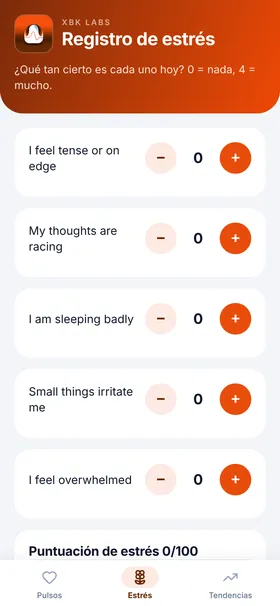 XBK LABS
Registro de estrés
¿Qué tan cierto es cada uno hoy? 0 = nada, 4 =
mucho.
I feel tense or on
edge
− 0 +
My thoughts are
racing
− 0 +
I am sleeping badly
− 0 +
Small things irritate
me
− 0 +
I feel overwhelmed
− 0 +
Puntuación de estrés 0/100
Pulsos
Estrés
Tendencias